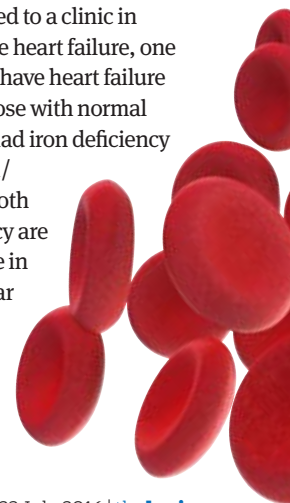 ed to a clinic in
e heart failure, one
have heart failure
ose with normal
ad iron deficiency
/
oth
cy are
e in
ar